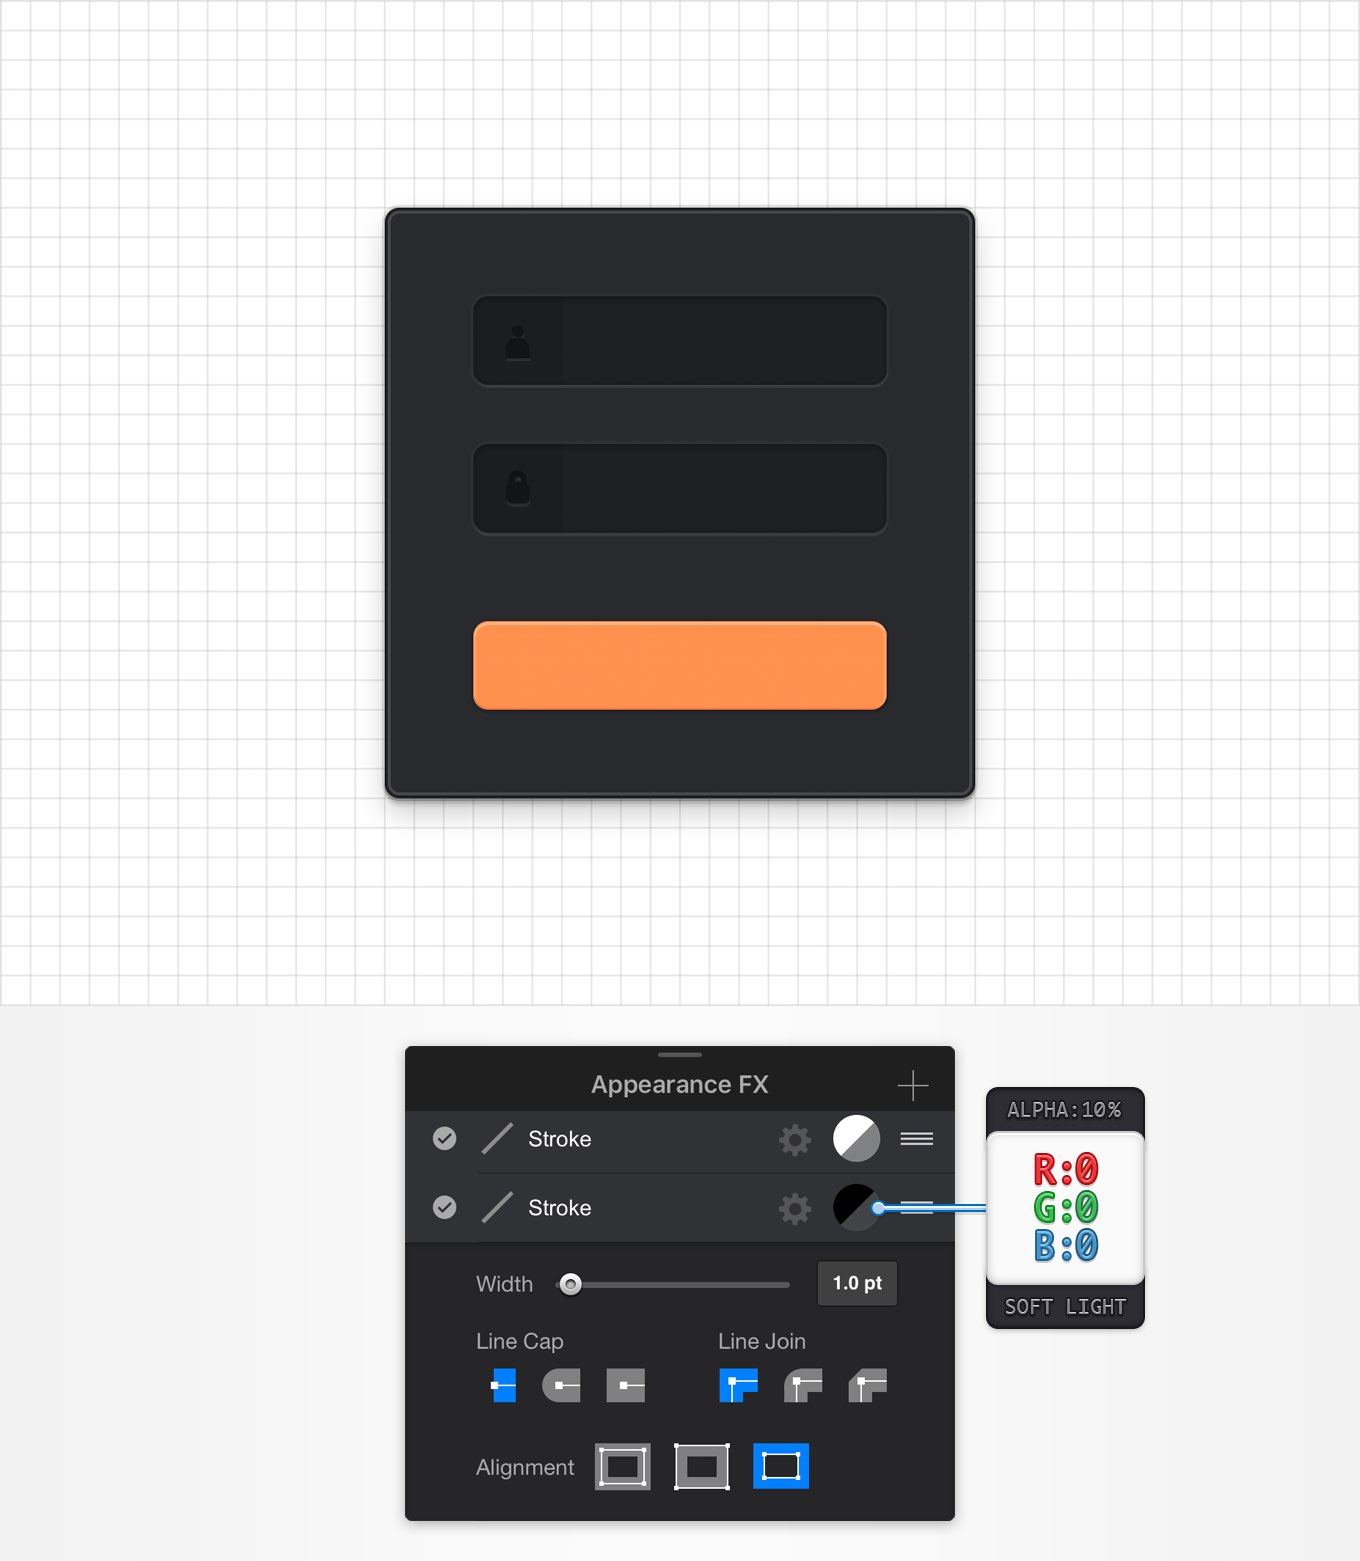 Appearance FX
Stroke
Stroke
Width
1.0 pt
Line Cap
Line Join
Alignment
ALPHA:10%
R:0
G:0
B:0
SOFT LIGHT